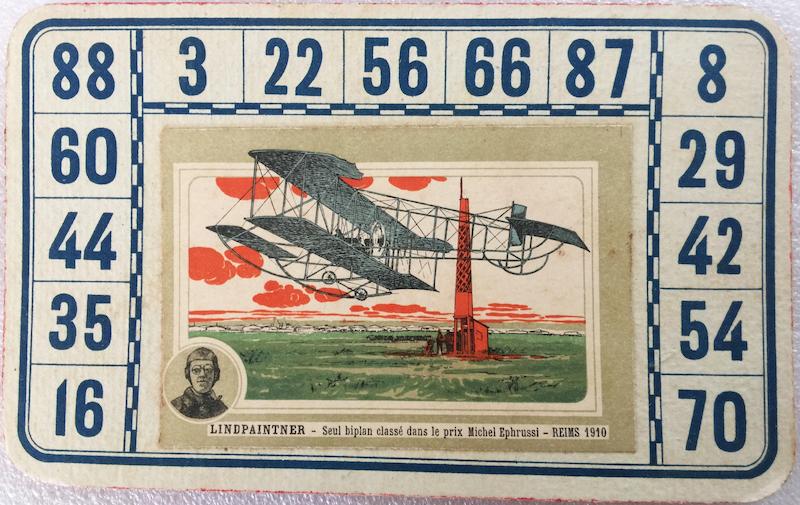 88 3 22 56 66 87 8
60 29
44 42
35 54
16 70
LINDPAINTNER - Seul biplan classé dans le prix Michel Ephrussi - REIMS 1910